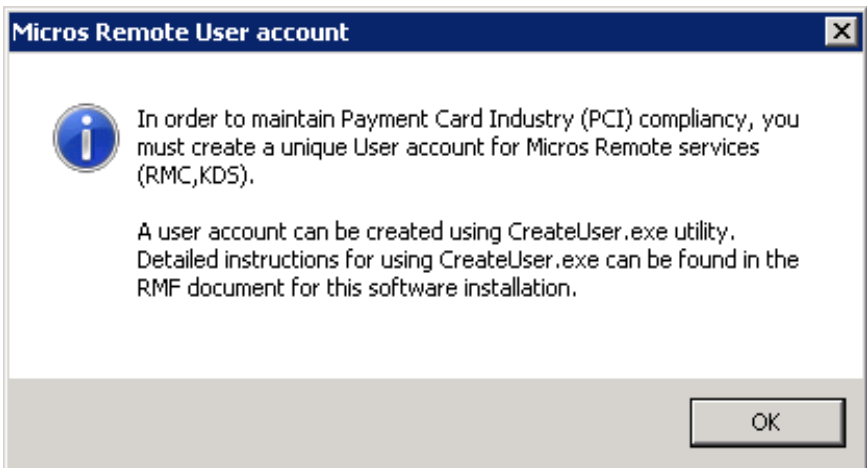 Micros Remote User account
In order to maintain Payment Card Industry (PCI) compliancy, you
must create a unique User account for Micros Remote services
(RMC,KDS).
A user account can be created using CreateUser.exe utility.
Detailed instructions for using CreateUser.exe can be found in the
RMF document for this software installation.
OK